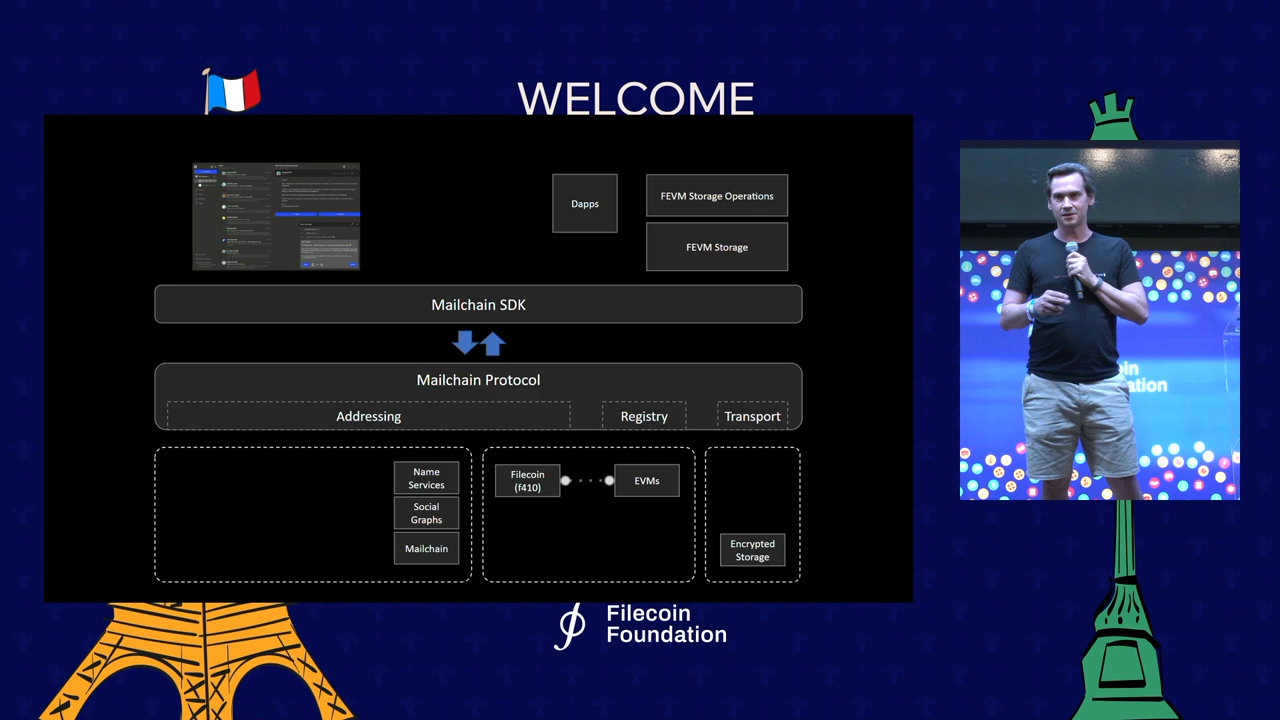 WELCOME
Dapps
FEVM Storage Operations
FEVM Storage
Mailchain SDK
Mailchain Protocol
Addressing
Registry
Transport
Name
Services
Social
Graphs
Mailchain
Filecoin
(f410)
EVMs
Encrypted
Storage
Filecoin
Foundation